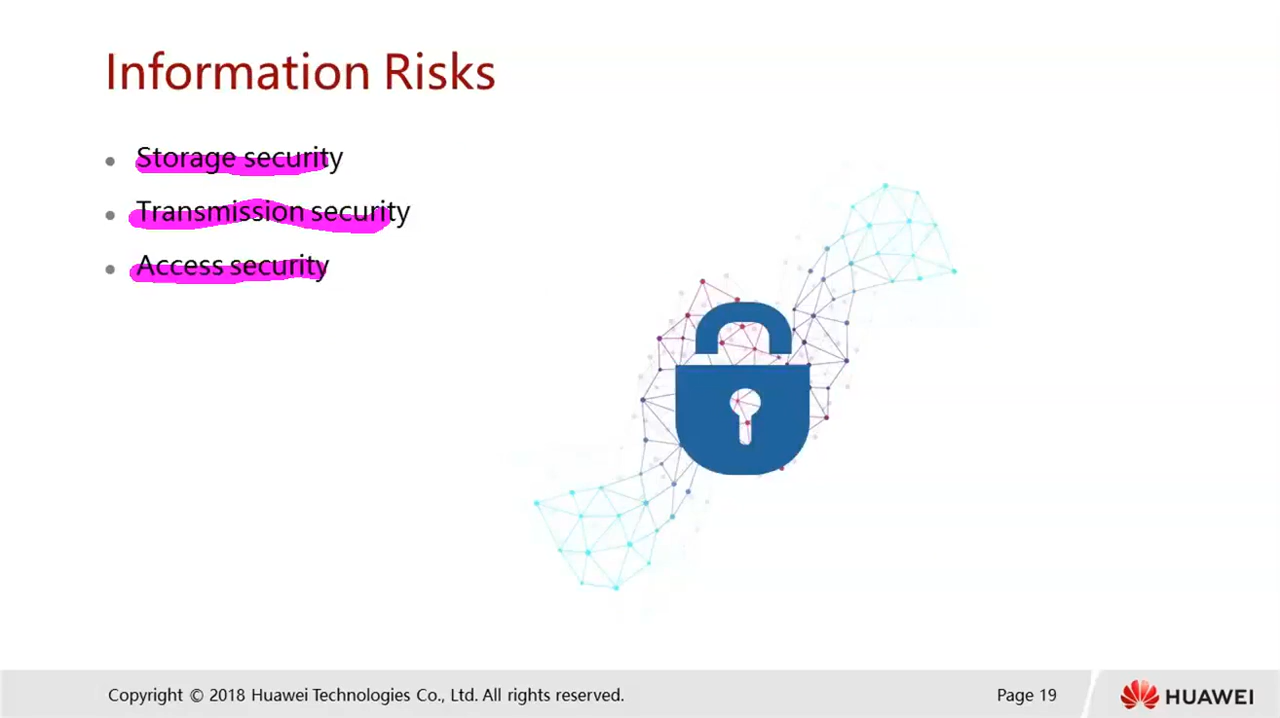 Information Risks
• Storage security
• Transmission security
• Access security
Copyright © 2018 Huawei Technologies Co., Ltd. All rights reserved.
Page 19
HUAWEI